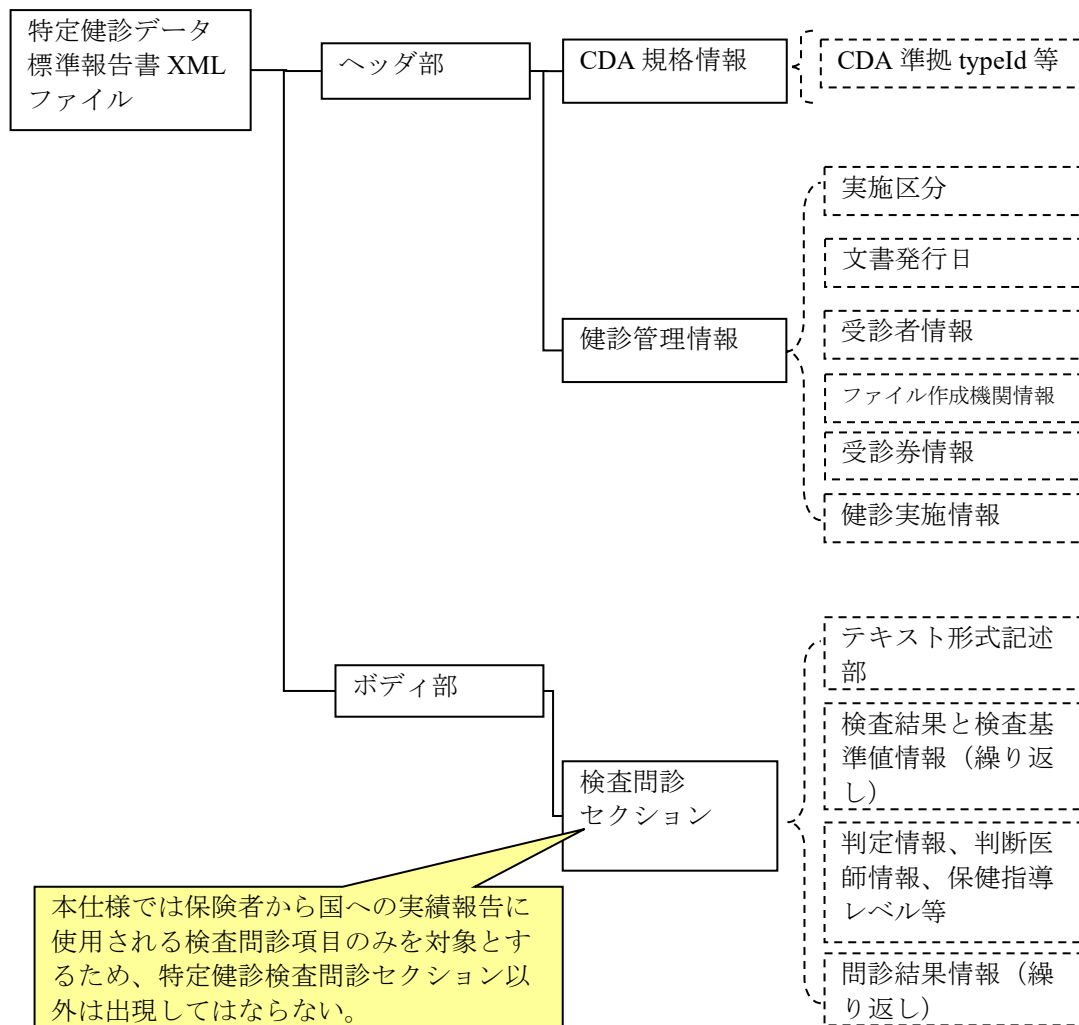 特定健診データ
標準報告書 XML
ファイル
ヘッダ部
CDA 規格情報
CDA 準拠 typeId 等
実施区分
文書発行日
健診管理情報
受診者情報
ファイル作成機関情報
受診券情報
健診実施情報
ボディ部
テキスト形式記述
部
検査問診
セクション
検査結果と検査基
準値情報（繰り返
し）
判定情報、判断医
師情報、保健指導
レベル等
問診結果情報（繰
り返し）
本仕様では保険者から国への実績報告に
使用される検査問診項目のみを対象とす
るため、特定健診検査問診セクション以
外は出現してはならない。